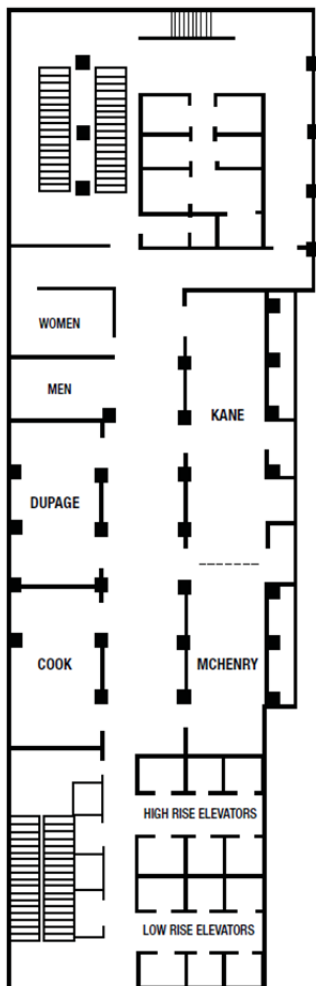 WOMEN
MEN
KANE
DUPAGE
COOK
MCHENRY
HIGH RISE ELEVATORS
LOW RISE ELEVATORS